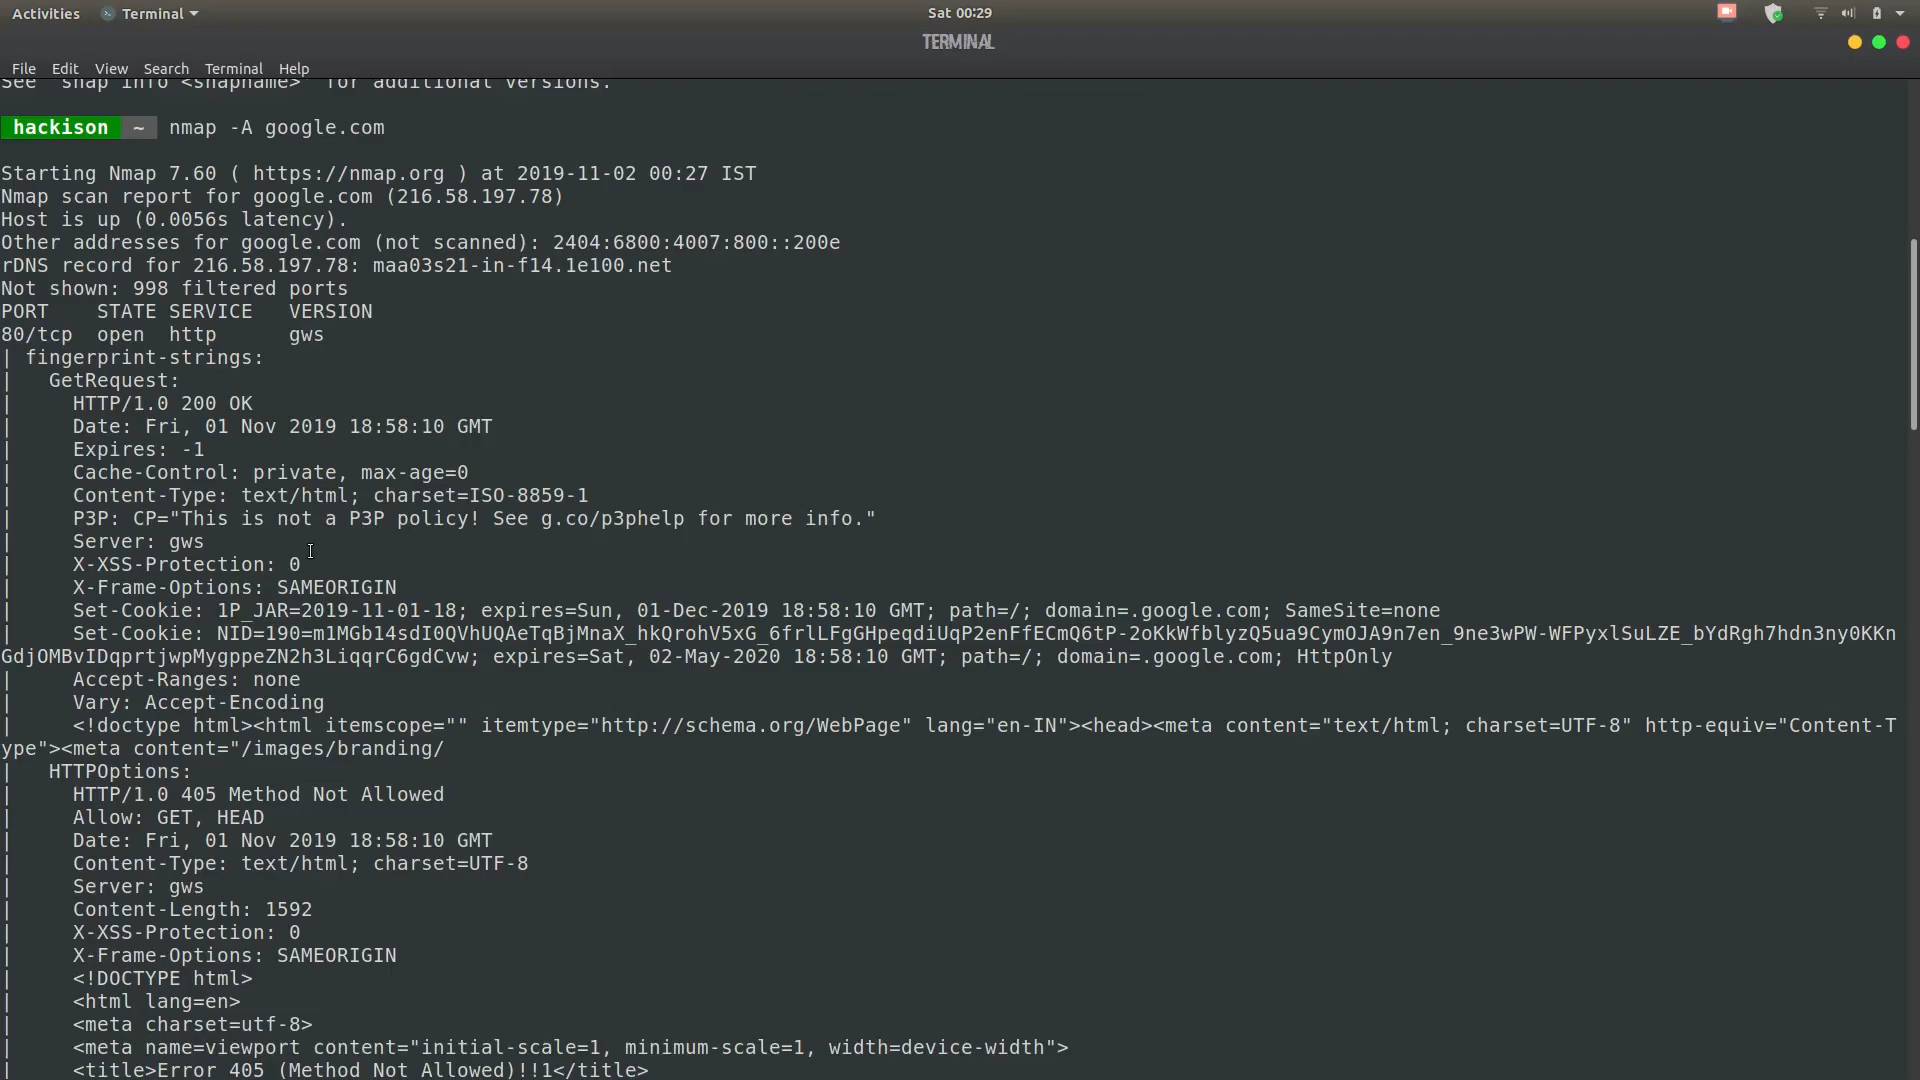 Activities Terminal Sat 00:29
TERMINAL
File Edit View Search Terminal Help
See 'snap info <snapname>' for additional versions.
hackison ~ nmap -A google.com
Starting Nmap 7.60 ( https://nmap.org ) at 2019-11-02 00:27 IST
Nmap scan report for google.com (216.58.197.78)
Host is up (0.0056s latency).
Other addresses for google.com (not scanned): 2404:6800:4007:800::200e
rDNS record for 216.58.197.78: maa03s21-in-f14.1e100.net
Not shown: 998 filtered ports
PORT STATE SERVICE VERSION
80/tcp open http gws
| fingerprint-strings:
| GetRequest:
| HTTP/1.0 200 OK
| Date: Fri, 01 Nov 2019 18:58:10 GMT
| Expires: -1
| Cache-Control: private, max-age=0
| Content-Type: text/html; charset=ISO-8859-1
| P3P: CP="This is not a P3P policy! See g.co/p3phelp for more info."
| Server: gws
| X-XSS-Protection: 0
| X-Frame-Options: SAMEORIGIN
| Set-Cookie: 1P_JAR=2019-11-01-18; expires=Sun, 01-Dec-2019 18:58:10 GMT; path=/; domain=.google.com; SameSite=none
| Set-Cookie: NID=190=m1MGb14sdI0QVhUQAeTqBjMnaX_hkQrohV5xG_6frlLFgGHpeqdiUqP2enFfECmQ6tP-2oKkWfblyzQ5ua9CymOJA9n7en_9ne3wPW-WFPyxlSuLZE_bYdRgh7hdn3ny0KKn
GdjOMBvIDqprtjwpMygppeZN2h3LiqqrC6gdCvw; expires=Sat, 02-May-2020 18:58:10 GMT; path=/; domain=.google.com; HttpOnly
| Accept-Ranges: none
| Vary: Accept-Encoding
| <!doctype html><html itemscope="" itemtype="http://schema.org/WebPage" lang="en-IN"><head><meta content="text/html; charset=UTF-8" http-equiv="Content-T
ype"><meta content="/images/branding/
| HTTPOptions:
| HTTP/1.0 405 Method Not Allowed
| Allow: GET, HEAD
| Date: Fri, 01 Nov 2019 18:58:10 GMT
| Content-Type: text/html; charset=UTF-8
| Server: gws
| Content-Length: 1592
| X-XSS-Protection: 0
| X-Frame-Options: SAMEORIGIN
| <!DOCTYPE html>
| <html lang=en>
| <meta charset=utf-8>
| <meta name=viewport content="initial-scale=1, minimum-scale=1, width=device-width">
| <title>Error 405 (Method Not Allowed)!!1</title>